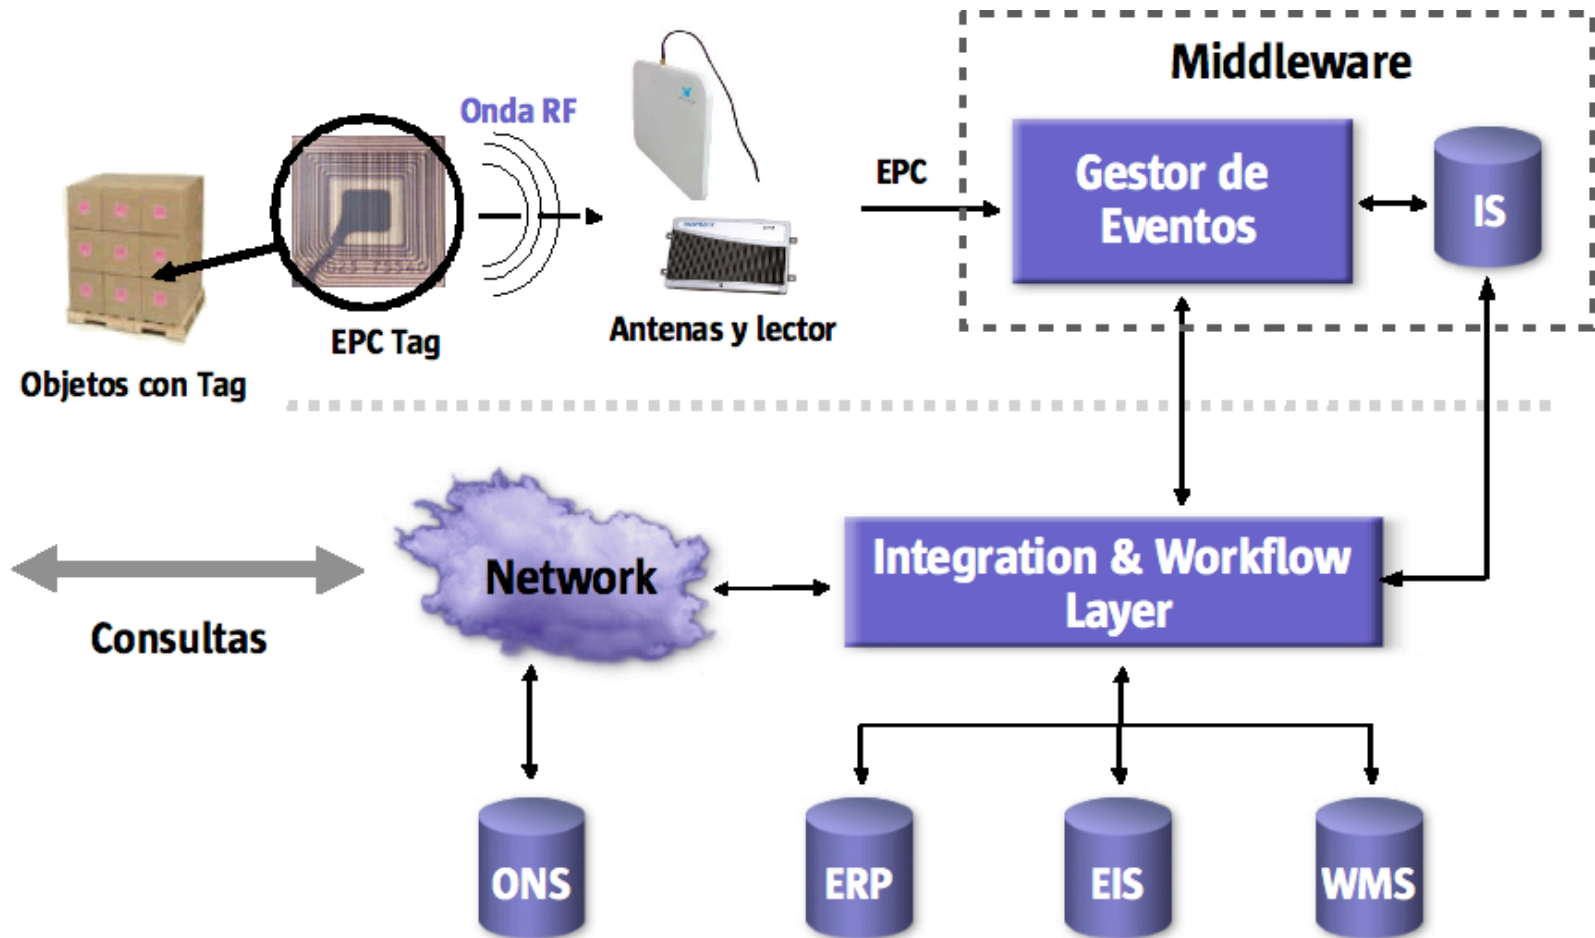 Middleware
Onda RF
EPC
Gestor de
Eventos
IS
Antenas y lector
EPC Tag
Objetos con Tag
Network
Integration & Workflow
Layer
Consultas
ONS
ERP
EIS
WMS